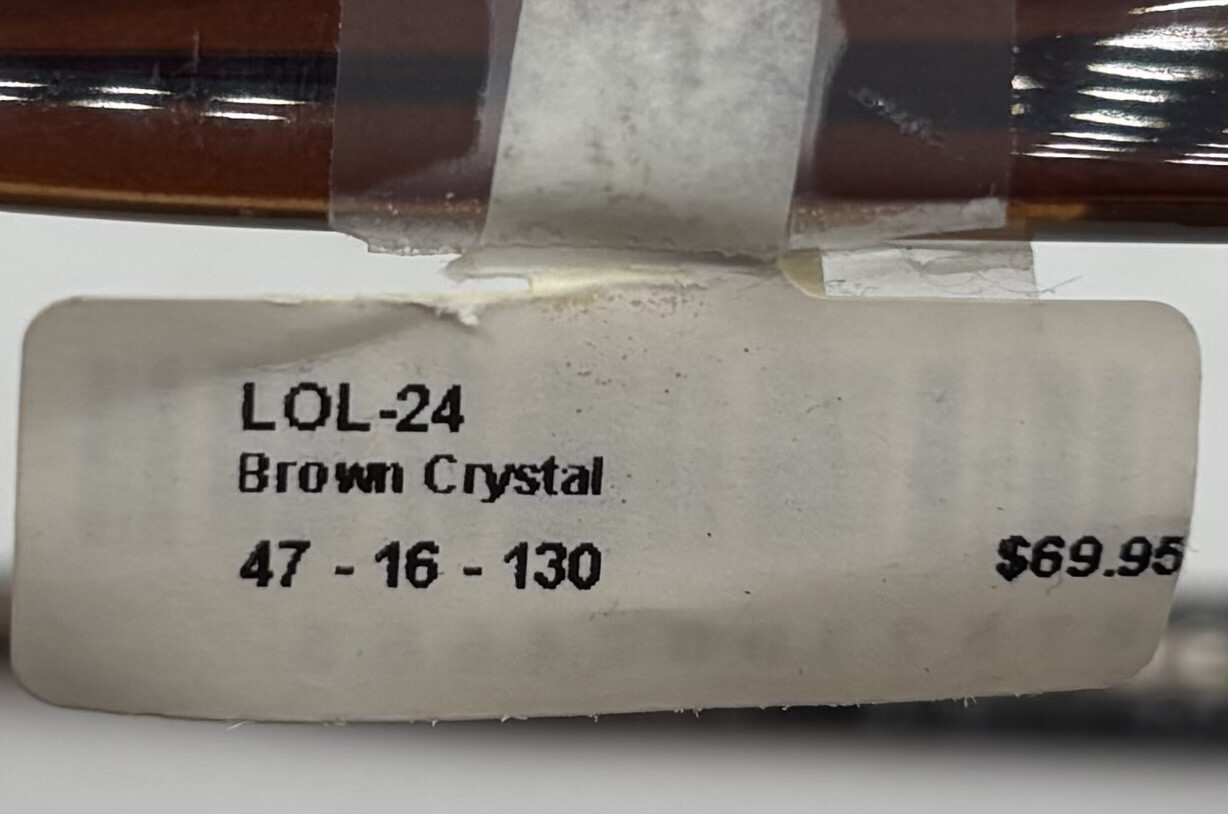 LOL-24
Brown Crystal
47 - 16 - 130
$69.95